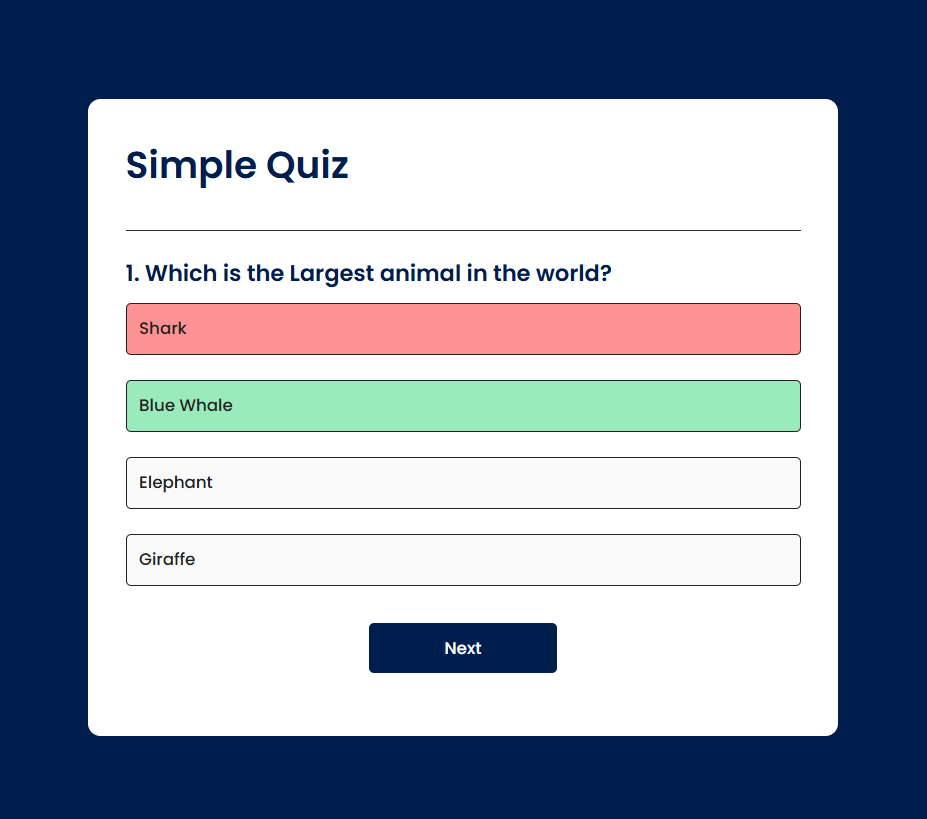 Simple Quiz
1. Which is the Largest animal in the world?
Shark
Blue Whale
Elephant
Giraffe
Next